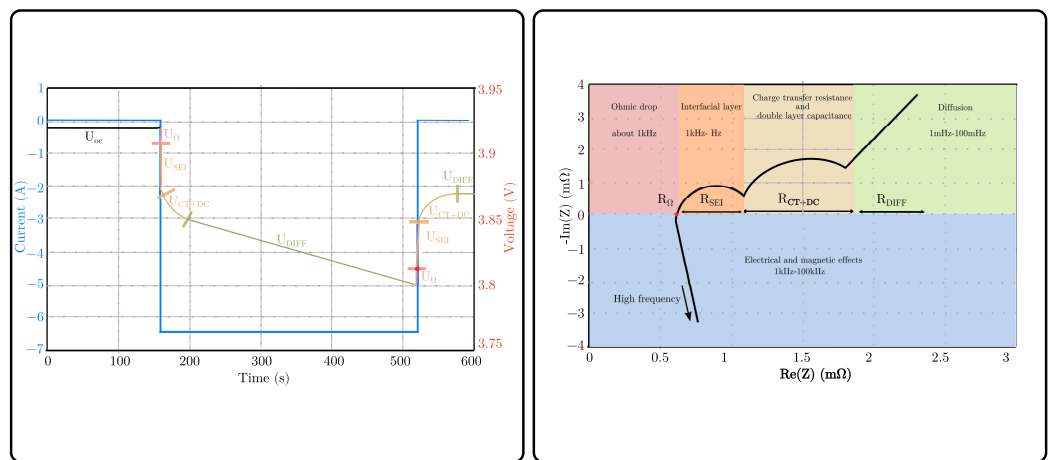 1
0
−1
−2
−3
−4
−5
−6
−7
Current (A)
U_oc
U_Ω
U_SEI
U_CT+DC
U_DIFF
U_DIFF
U_CT+DC
U_SEI
U_Ω
3.95
3.9
3.85
3.8
3.75
Voltage (V)
0 100 200 300 400 500 600
Time (s)
4
3
2
1
0
−1
−2
−3
−4
-Im(Z) (mΩ)
Ohmic drop
about 1kHz
Interfacial layer
1kHz- Hz
Charge transfer resistance
and
double layer capacitance
Diffusion
1mHz-100mHz
R_Ω
R_SEI
R_CT+DC
R_DIFF
Electrical and magnetic effects
1kHz-100kHz
High frequency
0 0.5 1 1.5 2 2.5 3
Re(Z) (mΩ)